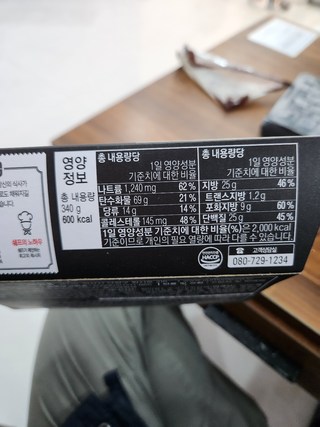 영양
정보
총 내용량
340 g
600 kcal
총 내용량당
1일 영양성분
기준치에 대한 비율
나트륨 1,240 mg 62 %
탄수화물 69 g 21 %
당류 14 g 14 %
콜레스테롤 145 mg 48 %
총 내용량당
1일 영양성분
기준치에 대한 비율
지방 25 g 46 %
트랜스지방 1.2 g
포화지방 9 g 60 %
단백질 25 g 45 %
1일 영양성분 기준치에 대한 비율(%)은 2,000 kcal
기준이므로 개인의 필요 열량에 따라 다를 수 있습니다.
HACCP
고객상담실
080-729-1234
셰프의 노하우